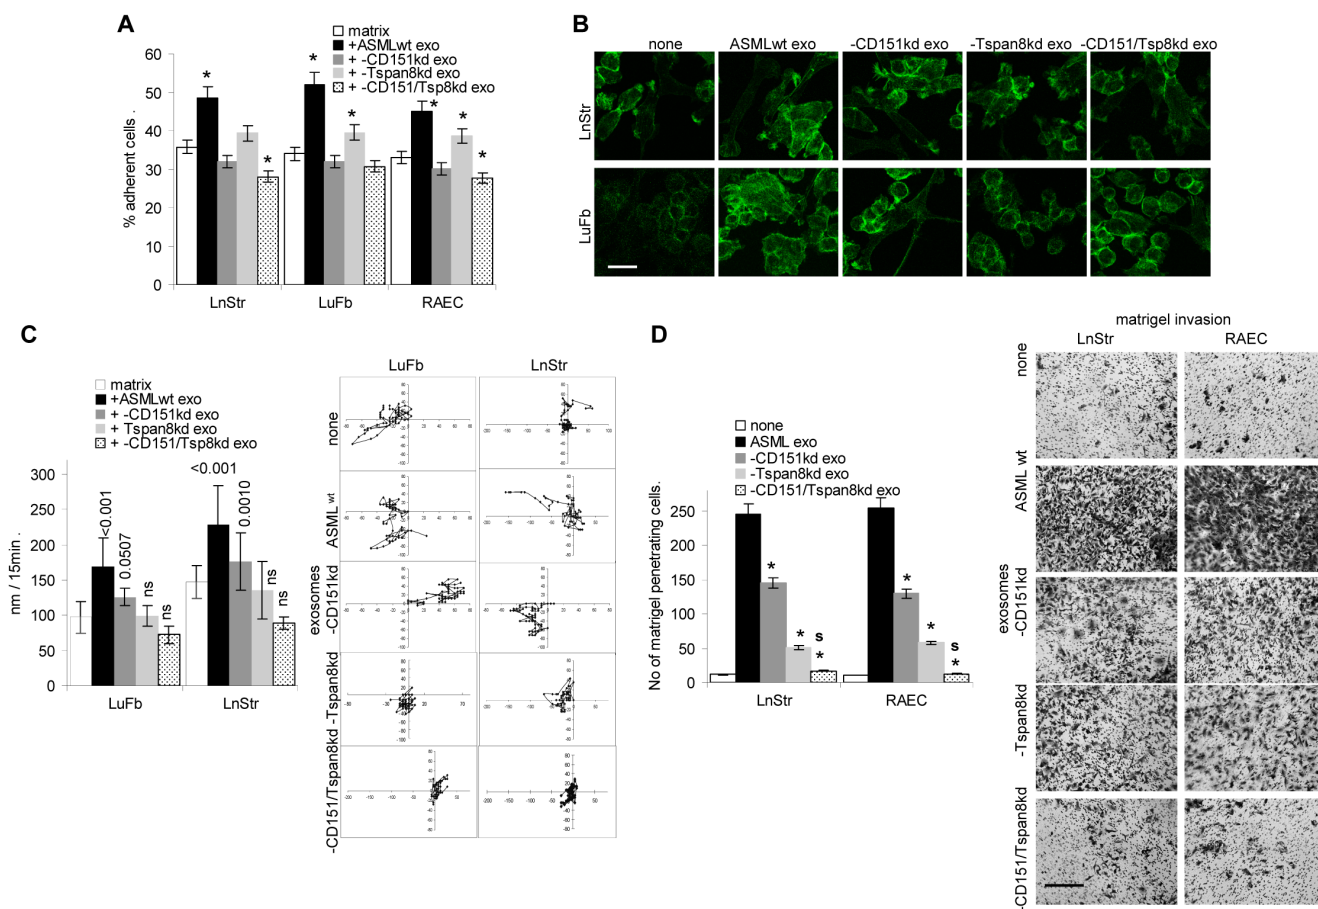 A
matrix
+ASMLwt exo
+ -CD151kd exo
+ -Tspan8kd exo
+ -CD151/Tsp8kd exo
% adherent cells .
60
50
40
30
20
10
0
*
*
*
*
*
*
*
LnStr
LuFb
RAEC
B
none
ASMLwt exo
-CD151kd exo
-Tspan8kd exo
-CD151/Tsp8kd exo
LnStr
LuFb
C
matrix
+ASMLwt exo
+ -CD151kd exo
+ Tspan8kd exo
+ -CD151/Tsp8kd exo
nm / 15min .
300
250
200
150
100
50
0
<0.001
0.0507
ns
ns
<0.001
0.0010
ns
ns
LuFb
LnStr
LuFb
LnStr
exosomes
none
ASML wt
-CD151kd
-Tspan8kd
-CD151/Tspan8kd
D
none
ASML exo
-CD151kd exo
-Tspan8kd exo
-CD151/Tspan8kd exo
No of matrigel penetrating cells.
250
200
150
100
50
0
*
*
s
*
*
*
s
*
LnStr
RAEC
matrigel invasion
LnStr
RAEC
exosomes
none
ASML wt
-CD151kd
-Tspan8kd
-CD151/Tspan8kd